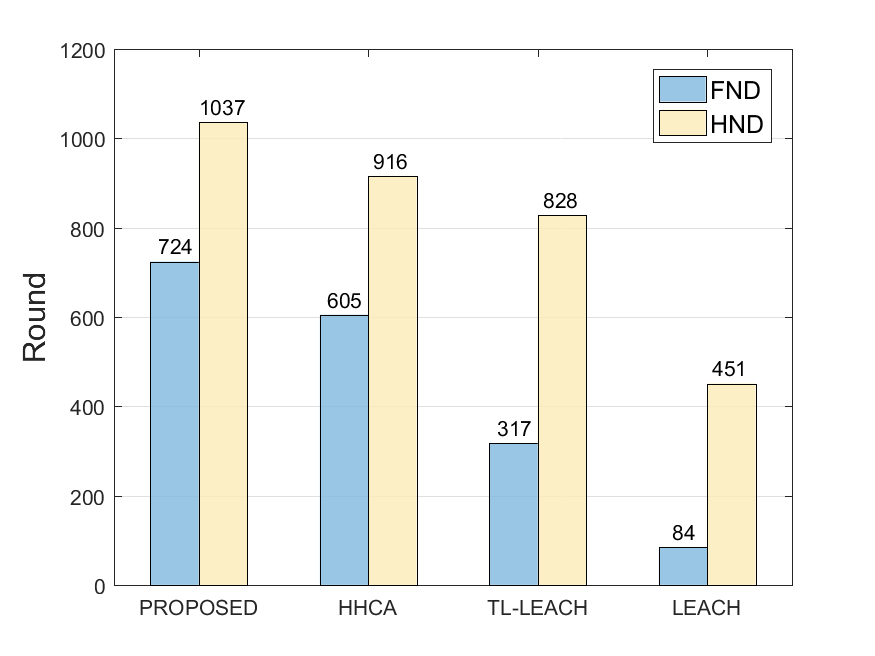 1200
1000
800
600
400
200
0
Round
FND
HND
724
1037
605
916
317
828
84
451
PROPOSED
HHCA
TL-LEACH
LEACH